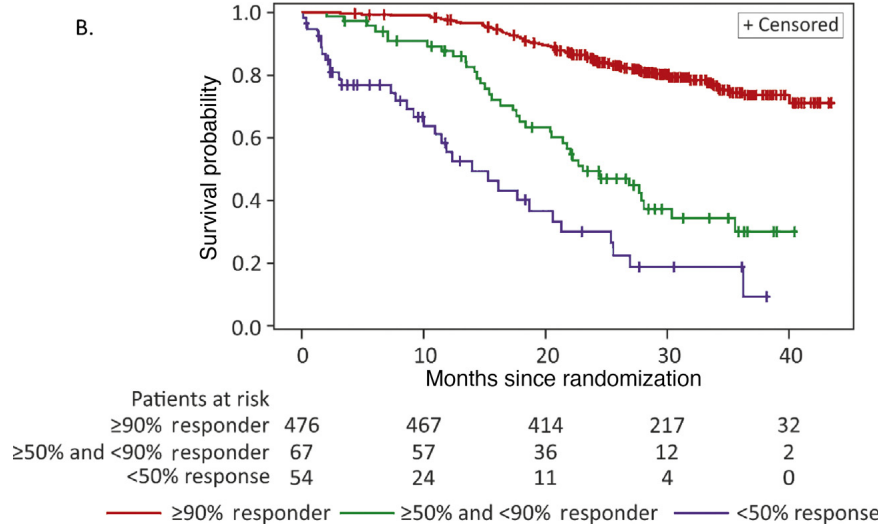 B.
+ Censored
Survival probability
1.0
0.8
0.6
0.4
0.2
0.0
0 10 20 30 40
Months since randomization
Patients at risk
≥90% responder 476 467 414 217 32
≥50% and <90% responder 67 57 36 12 2
<50% response 54 24 11 4 0
≥90% responder ≥50% and <90% responder <50% response